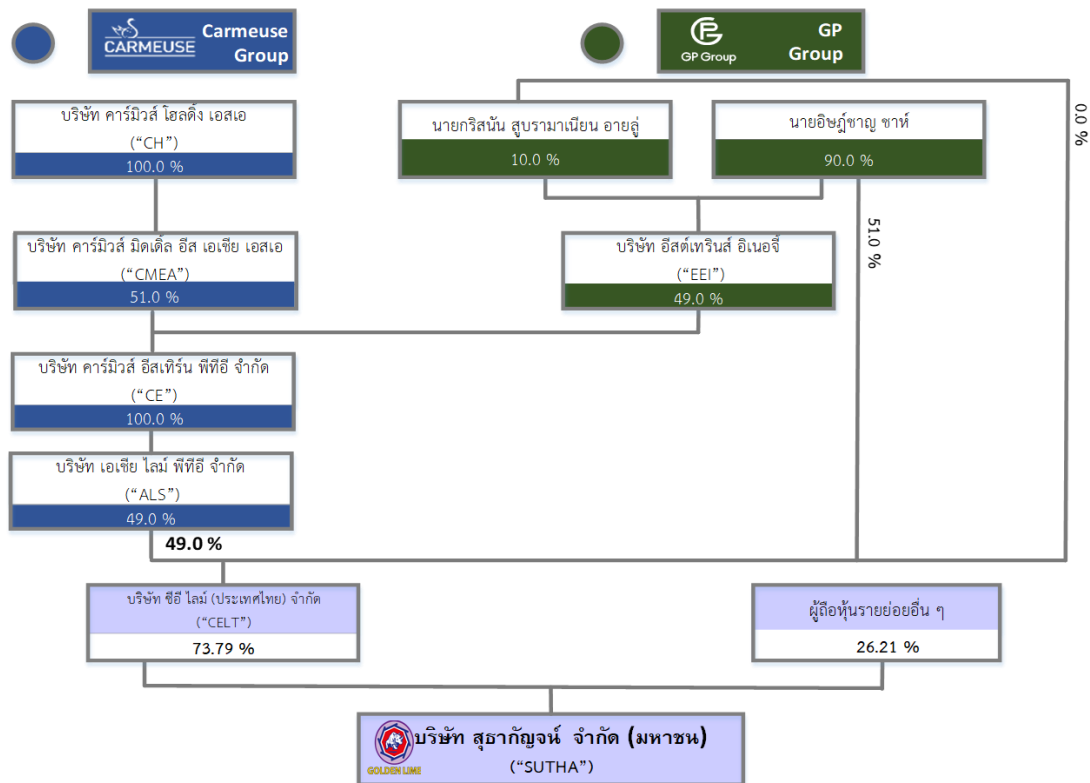 CARMEUSE
Carmeuse
Group
GP Group
GP
Group
บริษัท คาร์มิวส์ โฮลดิ้ง เอสเอ
(“CH”)
100.0 %
นายกริสนัน สูบรามาเนียน อายลู่
10.0 %
นายอิษฎ์ชาญ ชาห์
90.0 %
0.0 %
51.0 %
บริษัท คาร์มิวส์ มิดเดิ้ล อีส เอเชีย เอสเอ
(“CMEA”)
51.0 %
บริษัท อีสต์เทรินส์ อิเนอจี้
(“EEI”)
49.0 %
บริษัท คาร์มิวส์ อีสเทิร์น พีทีอี จำกัด
(“CE”)
100.0 %
บริษัท เอเชีย ไลม์ พีทีอี จำกัด
(“ALS”)
49.0 %
49.0 %
บริษัท ซีอี ไลม์ (ประเทศไทย) จำกัด
(“CELT”)
73.79 %
ผู้ถือหุ้นรายย่อยอื่น ๆ
26.21 %
GOLDEN LIME
บริษัท สุธากัญจน์ จำกัด (มหาชน)
(“SUTHA”)